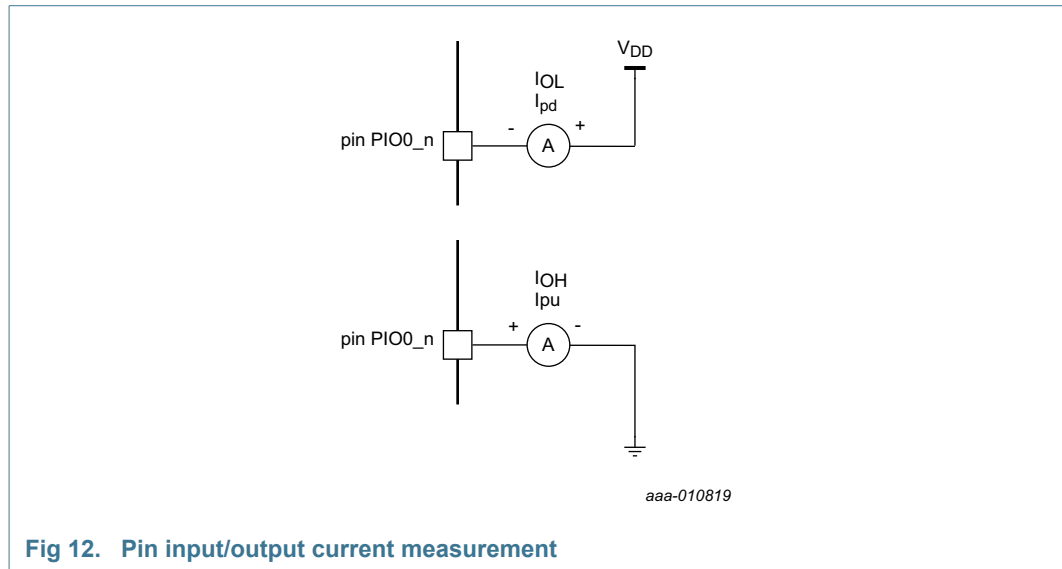 VDD
IOL
Ipd
pin PIO0_n - A +
IOH
Ipu
pin PIO0_n + A -
aaa-010819
Fig 12. Pin input/output current measurement